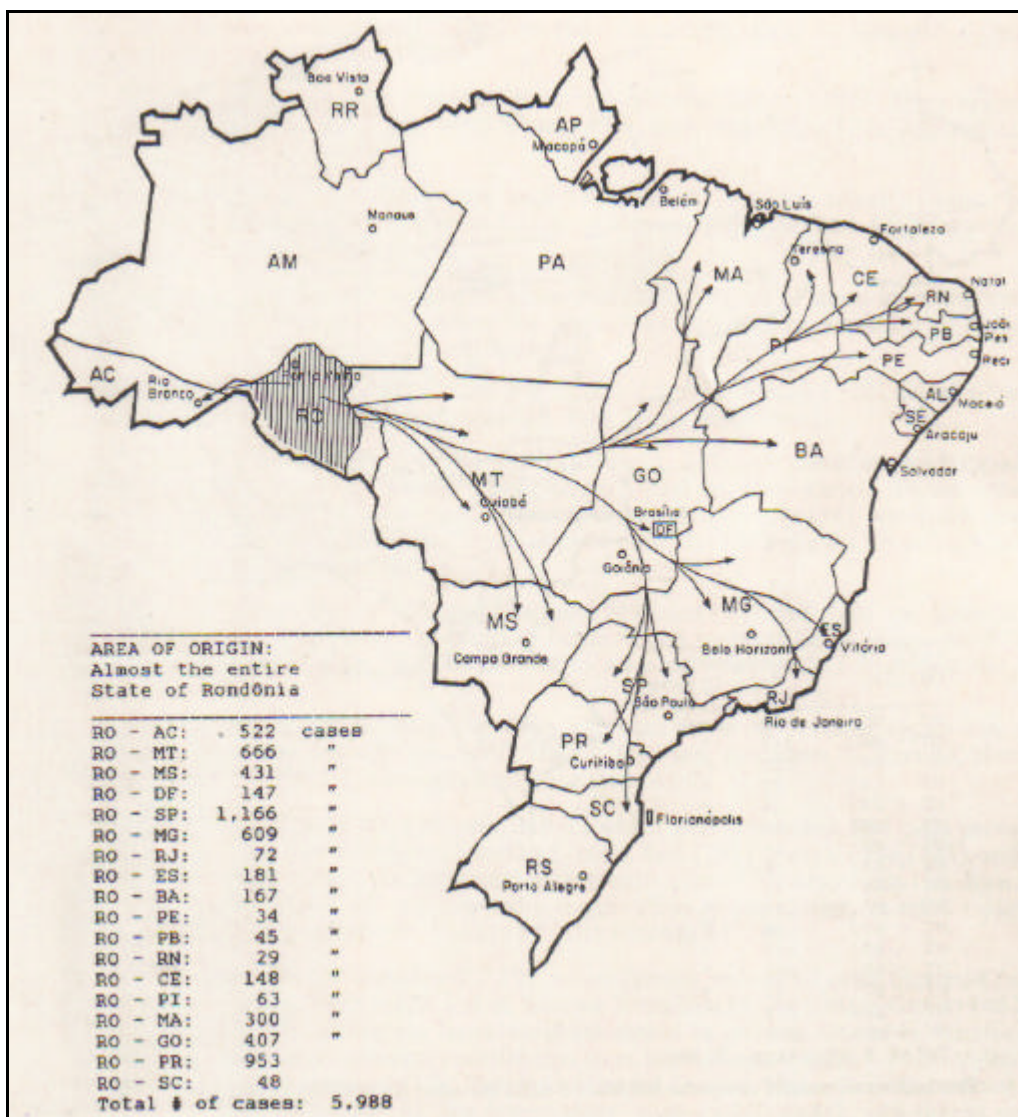 Boa Vista
RR
AP
Macapá
Belém
São Luís
Manaus
Fortaleza
Teresina
AM
PA
MA
CE
RN
Natal
João
Pes
PB
PI
PE
Reci
AC
Rio
Branco
Porto Velho
RO
AL
Maceió
SE
Aracaju
BA
Salvador
MT
GO
Cuiabá
Brasília
DF
Goiânia
MG
MS
ES
Belo Horizont
Vitória
Campo Grande
SP
São Paulo
RJ
Rio de Janeiro
PR
Curitiba
SC
Florianópolis
RS
Porto Alegre
AREA OF ORIGIN:
Almost the entire
State of Rondônia
RO - AC: 522 cases
RO - MT: 666 "
RO - MS: 431 "
RO - DF: 147 "
RO - SP: 1,166 "
RO - MG: 609 "
RO - RJ: 72 "
RO - ES: 181 "
RO - BA: 167 "
RO - PE: 34 "
RO - PB: 45 "
RO - RN: 29 "
RO - CE: 148 "
RO - PI: 63 "
RO - MA: 300 "
RO - GO: 407 "
RO - PR: 953
RO - SC: 48
Total # of cases: 5.988